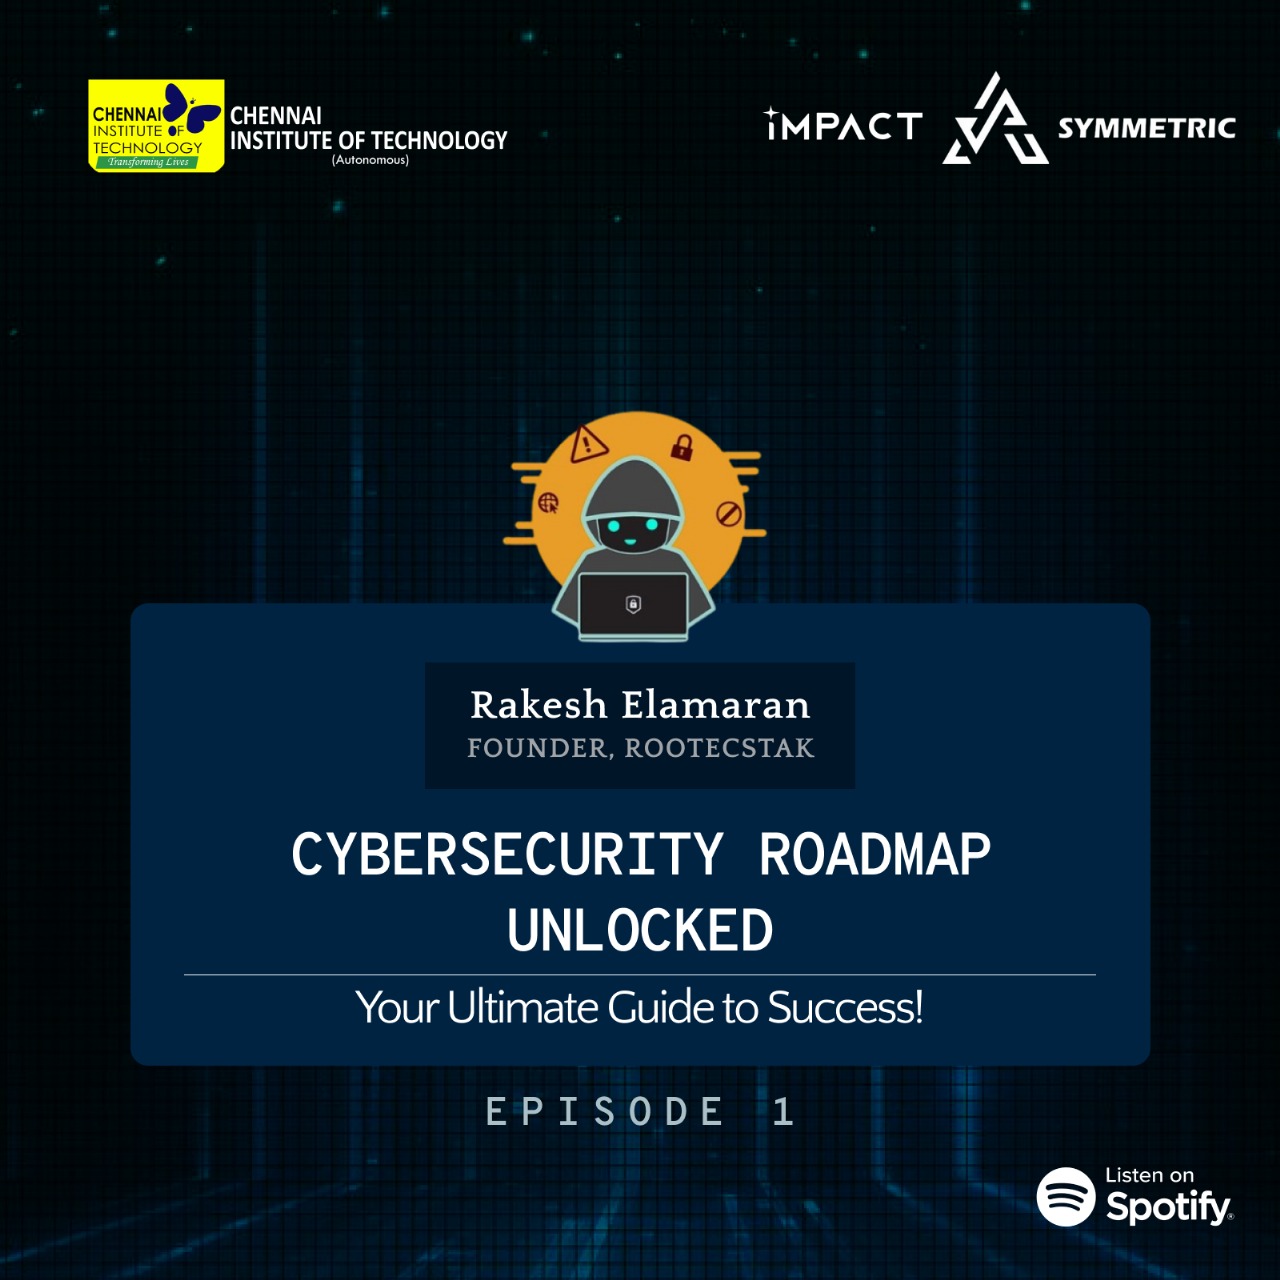 CHENNAI
INSTITUTE OF
TECHNOLOGY
Transforming Lives
CHENNAI
INSTITUTE OF TECHNOLOGY
(Autonomous)
iMPACT
SYMMETRIC
Rakesh Elamaran
FOUNDER, ROOTECSTAK
CYBERSECURITY ROADMAP
UNLOCKED
Your Ultimate Guide to Success!
EPISODE 1
Listen on
Spotify®